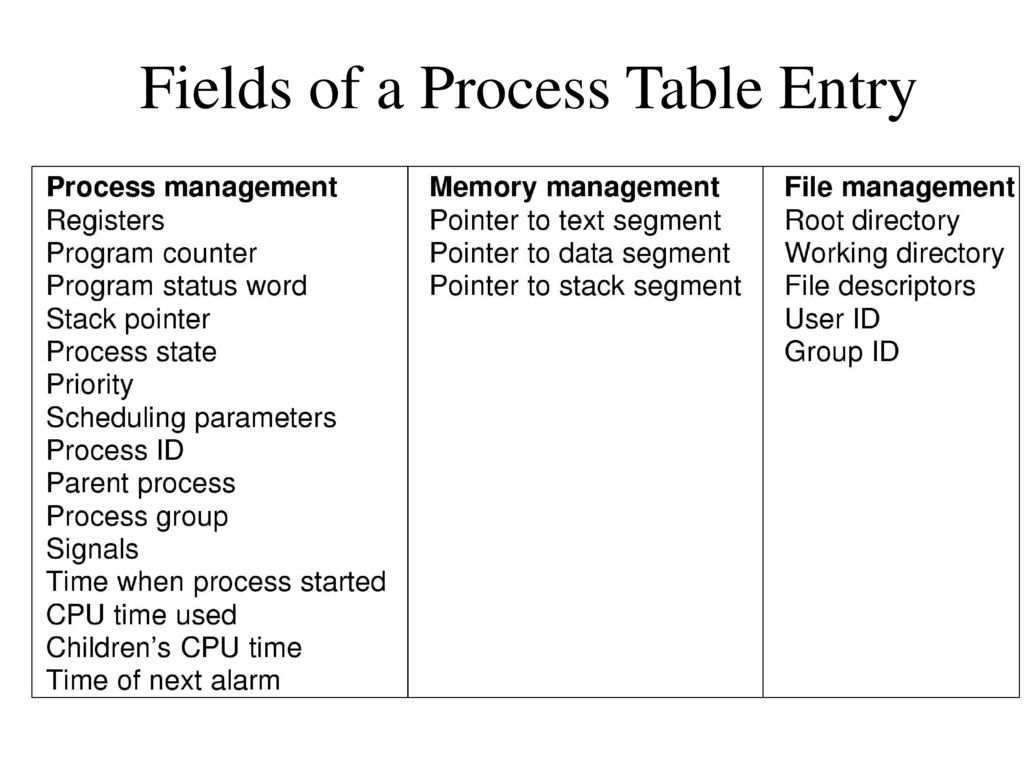 Fields of a Process Table Entry
Process management
Registers
Program counter
Program status word
Stack pointer
Process state
Priority
Scheduling parameters
Process ID
Parent process
Process group
Signals
Time when process started
CPU time used
Children’s CPU time
Time of next alarm
Memory management
Pointer to text segment
Pointer to data segment
Pointer to stack segment
File management
Root directory
Working directory
File descriptors
User ID
Group ID